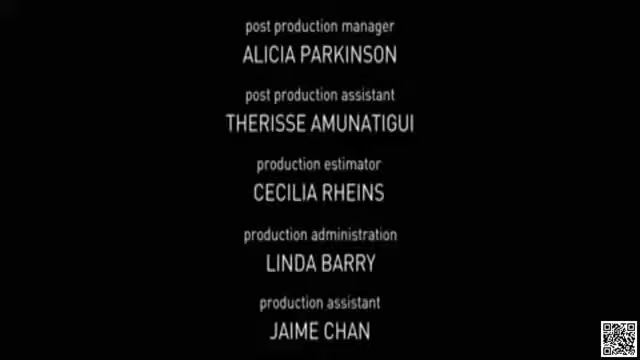 post production manager
ALICIA PARKINSON
post production assistant
THERISSE AMUNATIGUI
production estimator
CECILIA RHEINS
production administration
LINDA BARRY
production assistant
JAIME CHAN